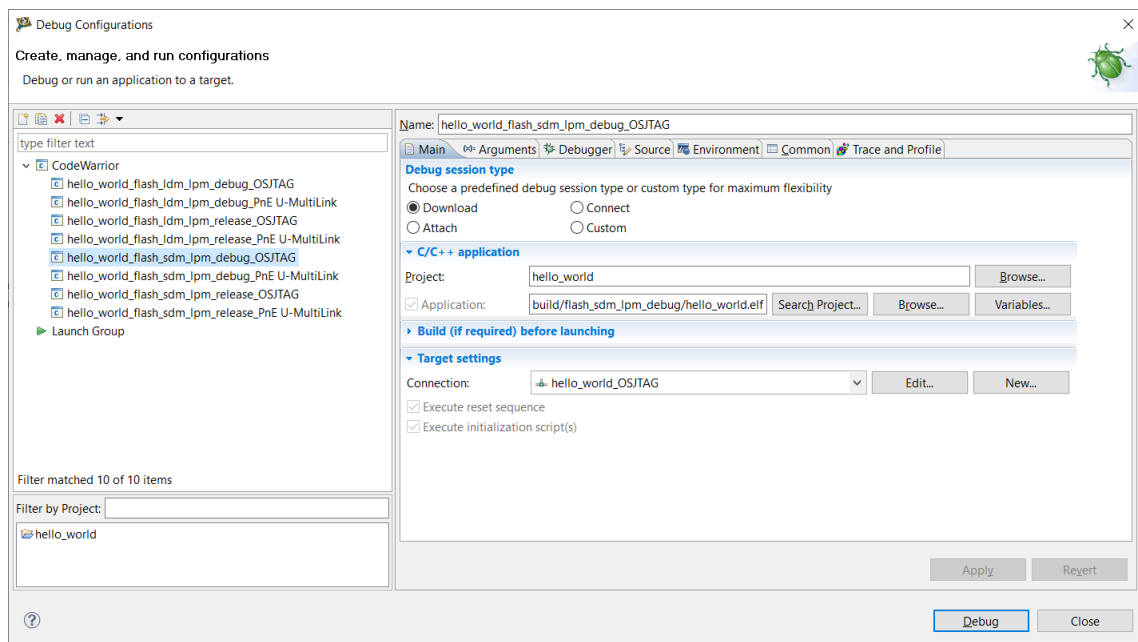 Debug Configurations
Create, manage, and run configurations
Debug or run an application to a target.
type filter text
CodeWarrior
hello_world_flash_ldm_lpm_debug_OSJTAG
hello_world_flash_ldm_lpm_debug_PnE U-MultiLink
hello_world_flash_ldm_lpm_release_OSJTAG
hello_world_flash_ldm_lpm_release_PnE U-MultiLink
hello_world_flash_sdm_lpm_debug_OSJTAG
hello_world_flash_sdm_lpm_debug_PnE U-MultiLink
hello_world_flash_sdm_lpm_release_OSJTAG
hello_world_flash_sdm_lpm_release_PnE U-MultiLink
Launch Group
Filter matched 10 of 10 items
Filter by Project:
hello_world
Name: hello_world_flash_sdm_lpm_debug_OSJTAG
Main (x)= Arguments Debugger Source Environment Common Trace and Profile
Debug session type
Choose a predefined debug session type or custom type for maximum flexibility
Download Connect
Attach Custom
C/C++ application
Project: hello_world Browse...
Application: build/flash_sdm_lpm_debug/hello_world.elf Search Project... Browse... Variables...
Build (if required) before launching
Target settings
Connection: hello_world_OSJTAG Edit... New...
Execute reset sequence
Execute initialization script(s)
Apply Revert
? Debug Close